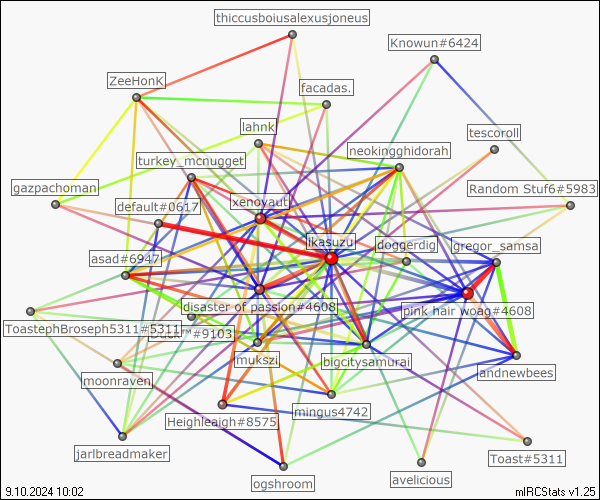 thiccusboiusalexusjoneus
Knowun#6424
ZeeHonK
facadas.
lahnk
tescoroll
turkey_mcnugget
neokingghidorah
gazpachoman
Random Stuf6#5983
default#0617
xenoyaut
ikasuzu
doggerdig
gregor_samsa
asad#6947
disaster of passion#4608
pink hair woag#4608
ToastephBroseph5311#5311
#9103
mukszi
bigcitysamurai
andnewbees
moonraven
mingus4742
Heighleaigh#8575
jarlbreadmaker
Toast#5311
avelicious
ogshroom
9.10.2024 10:02
mIRCStats v1.25